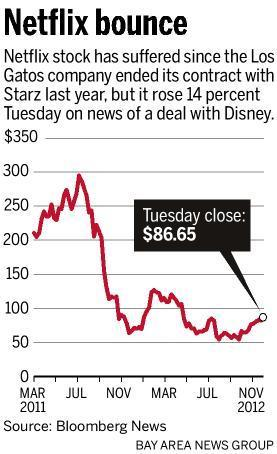 Netflix bounce
Netflix stock has suffered since the Los
Gatos company ended its contract with
Starz last year, but it rose 14 percent
Tuesday on news of a deal with Disney.
$350
300
250
200
150
100
50
0
Tuesday close:
$86.65
MAR JUL NOV MAR JUL NOV
2011 2012 2012
Source: Bloomberg News
BAY AREA NEWS GROUP